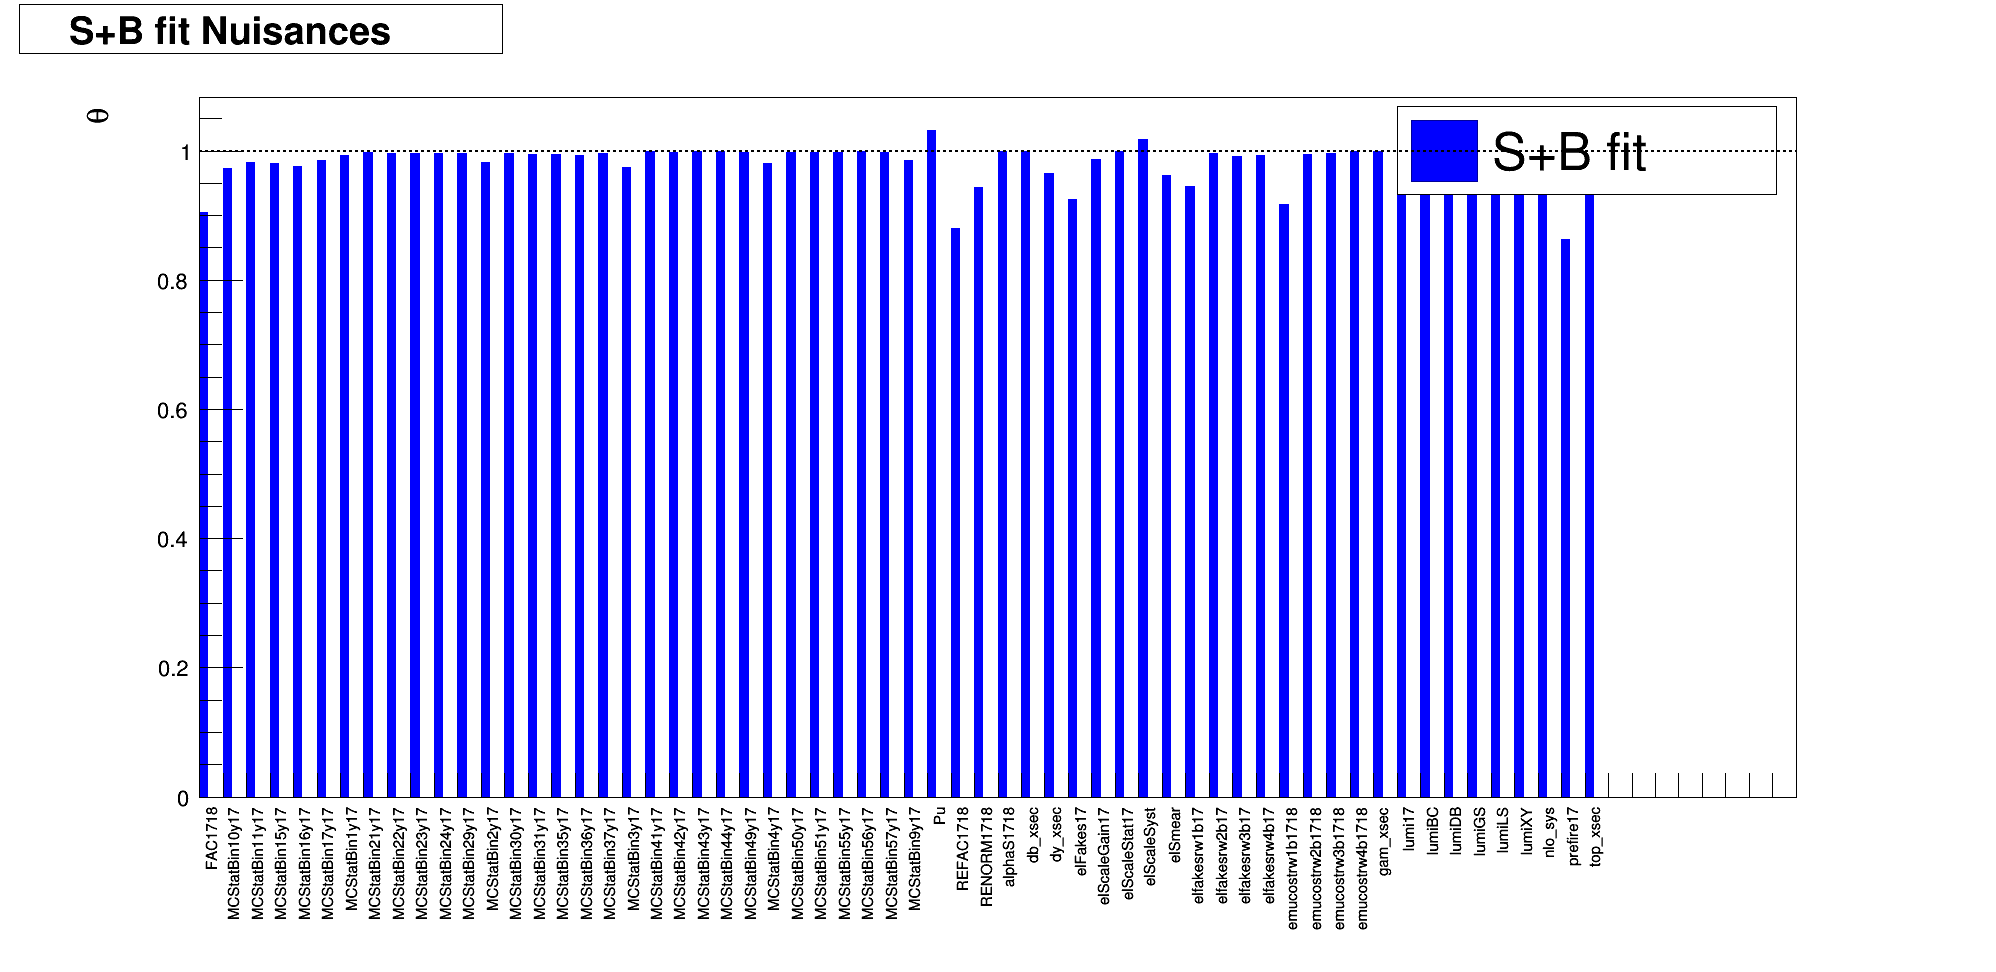 S+B fit Nuisances
θ
S+B fit
1
0.8
0.6
0.4
0.2
0
FAC1718
MCStatBin10y17
MCStatBin11y17
MCStatBin15y17
MCStatBin16y17
MCStatBin17y17
MCStatBin1y17
MCStatBin21y17
MCStatBin22y17
MCStatBin23y17
MCStatBin24y17
MCStatBin29y17
MCStatBin2y17
MCStatBin30y17
MCStatBin31y17
MCStatBin35y17
MCStatBin36y17
MCStatBin37y17
MCStatBin3y17
MCStatBin41y17
MCStatBin42y17
MCStatBin43y17
MCStatBin44y17
MCStatBin49y17
MCStatBin4y17
MCStatBin50y17
MCStatBin51y17
MCStatBin55y17
MCStatBin56y17
MCStatBin57y17
MCStatBin9y17
Pu
REFAC1718
RENORM1718
alphaS1718
db_xsec
dy_xsec
elFakes17
elScaleGain17
elScaleStat17
elScaleSyst
elSmear
elfakesrw1b17
elfakesrw2b17
elfakesrw3b17
elfakesrw4b17
emucostrw1b1718
emucostrw2b1718
emucostrw3b1718
emucostrw4b1718
gam_xsec
lumi17
lumiBC
lumiDB
lumiGS
lumiLS
lumiXY
nlo_sys
prefire17
top_xsec